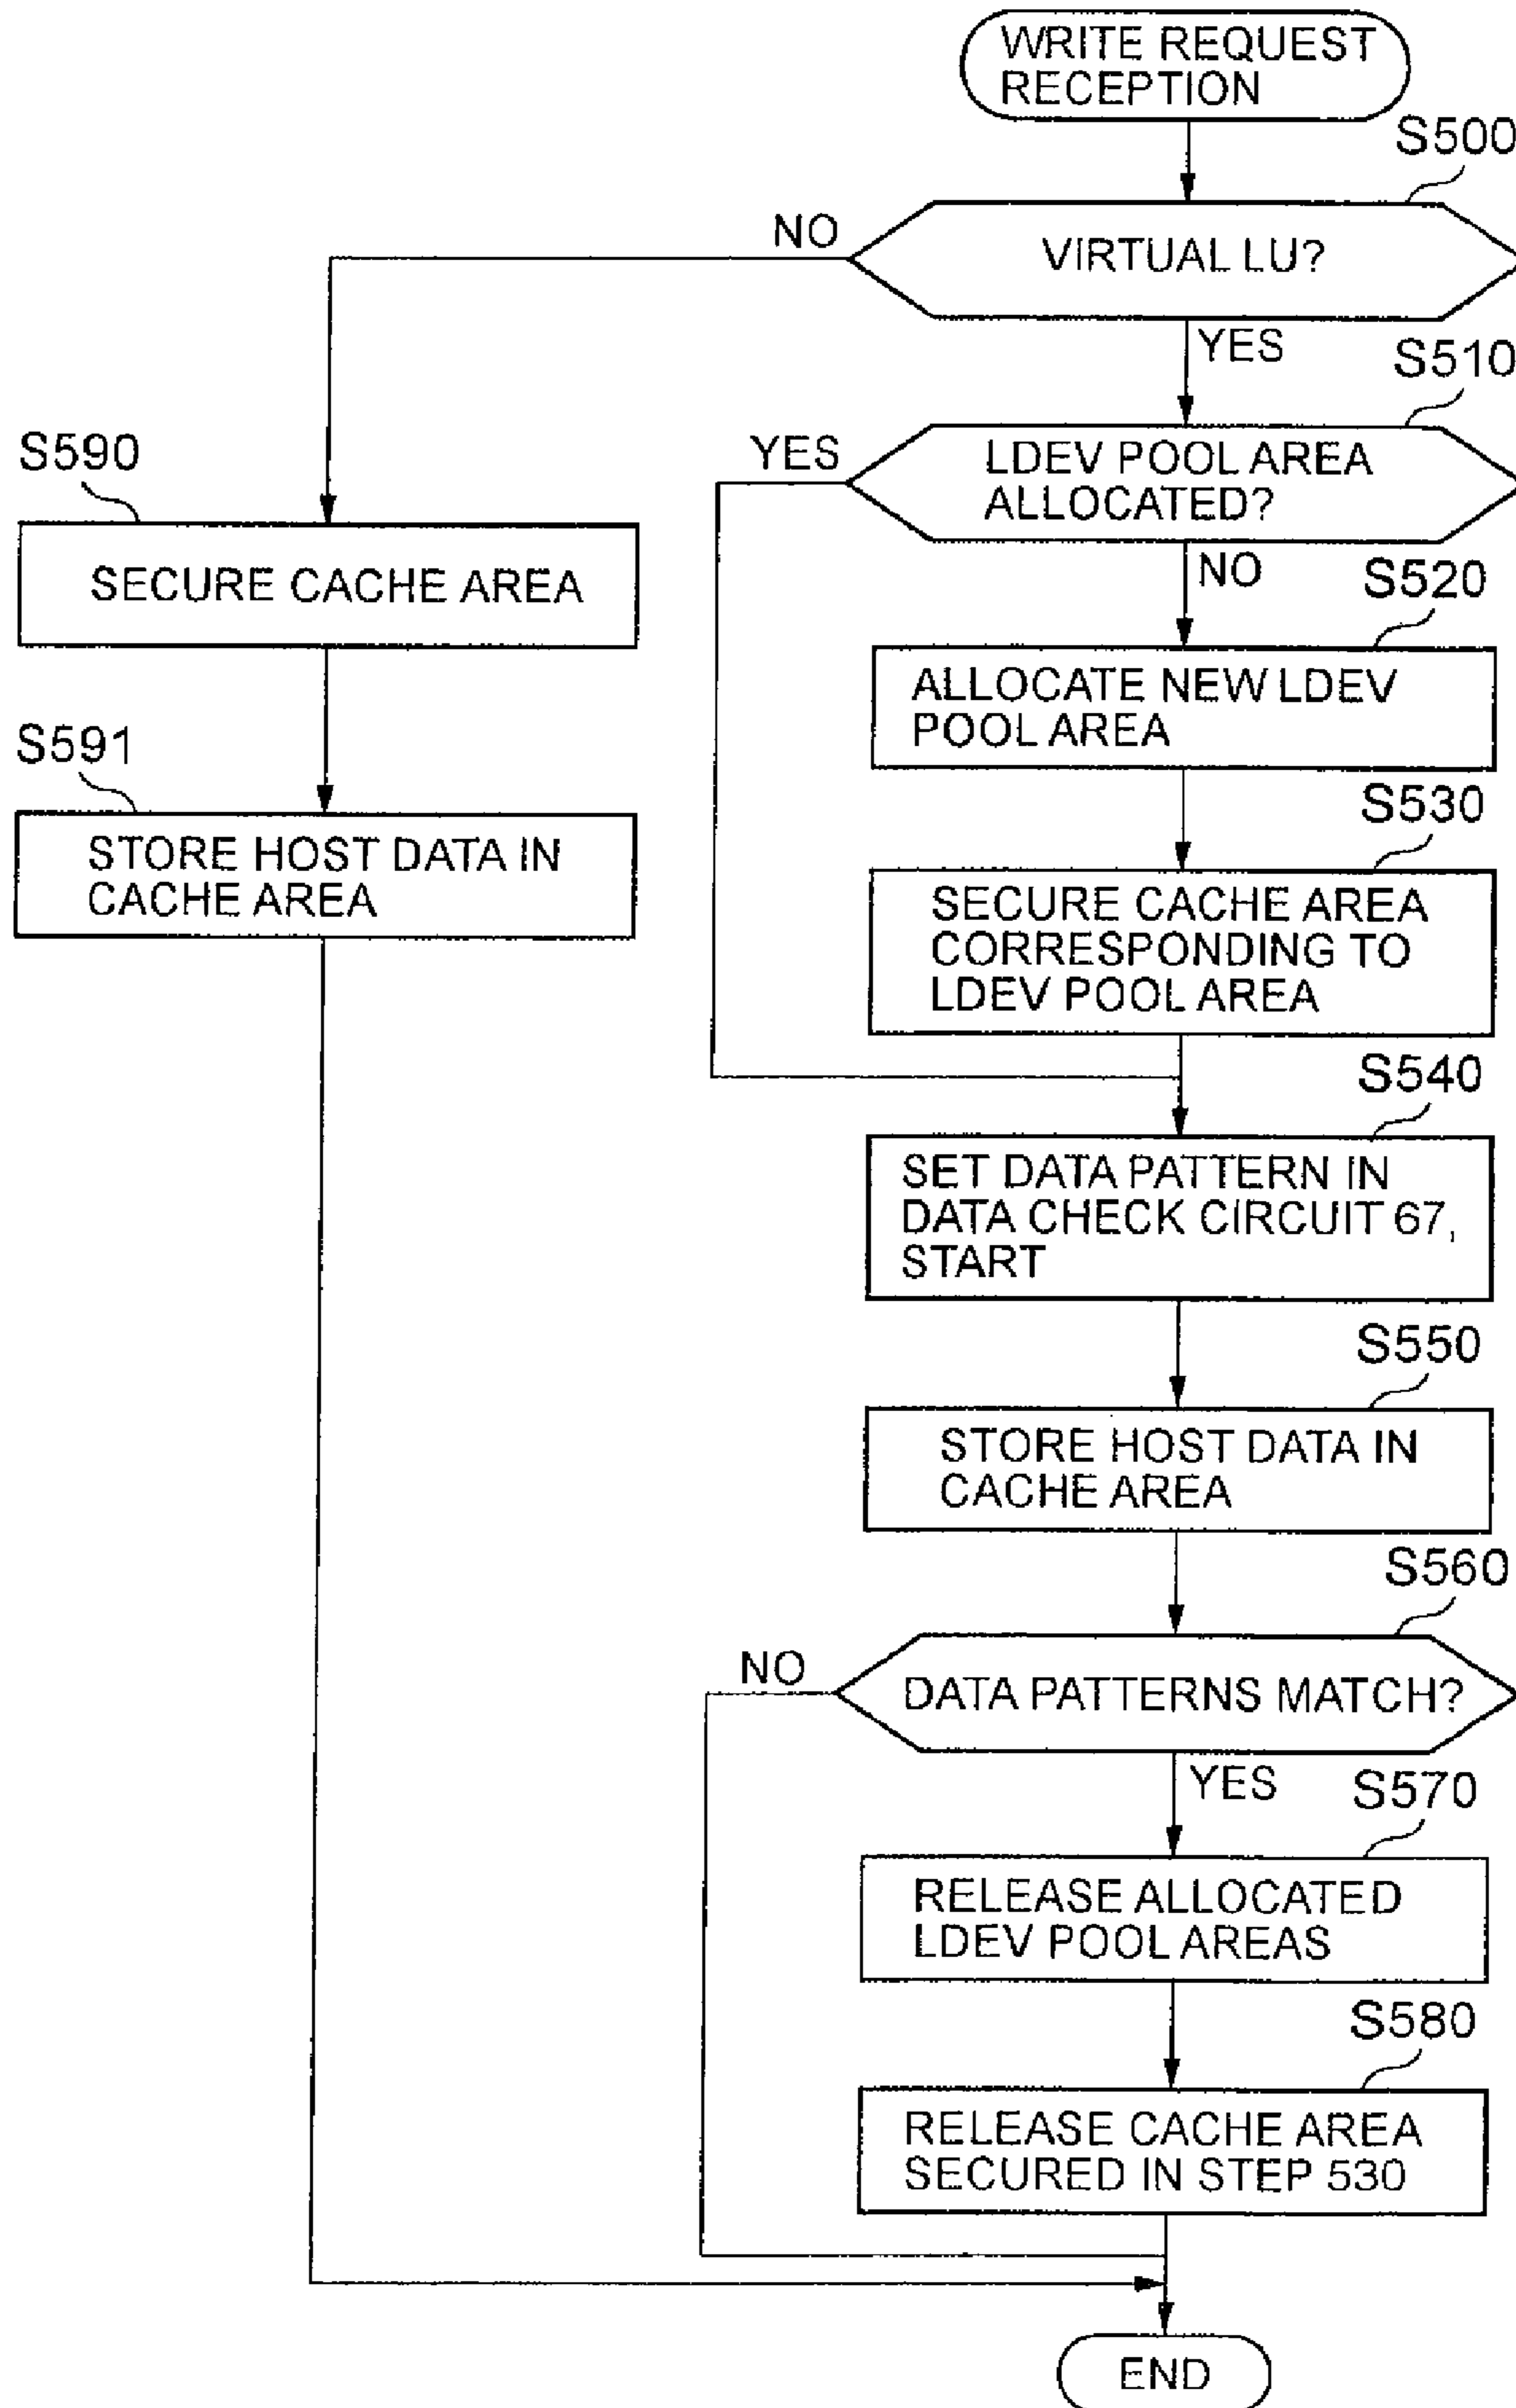 WRITE REQUEST
RECEPTION
S500
NO
VIRTUAL LU?
YES
S510
YES
LDEV POOL AREA
ALLOCATED?
S590
NO
S520
SECURE CACHE AREA
ALLOCATE NEW LDEV
POOL AREA
S591
S530
STORE HOST DATA IN
CACHE AREA
SECURE CACHE AREA
CORRESPONDING TO
LDEV POOL AREA
S540
SET DATA PATTERN IN
DATA CHECK CIRCUIT 67,
START
S550
STORE HOST DATA IN
CACHE AREA
S560
NO
DATA PATTERNS MATCH?
YES
S570
RELEASE ALLOCATED
LDEV POOL AREAS
S580
RELEASE CACHE AREA
SECURED IN STEP 530
END